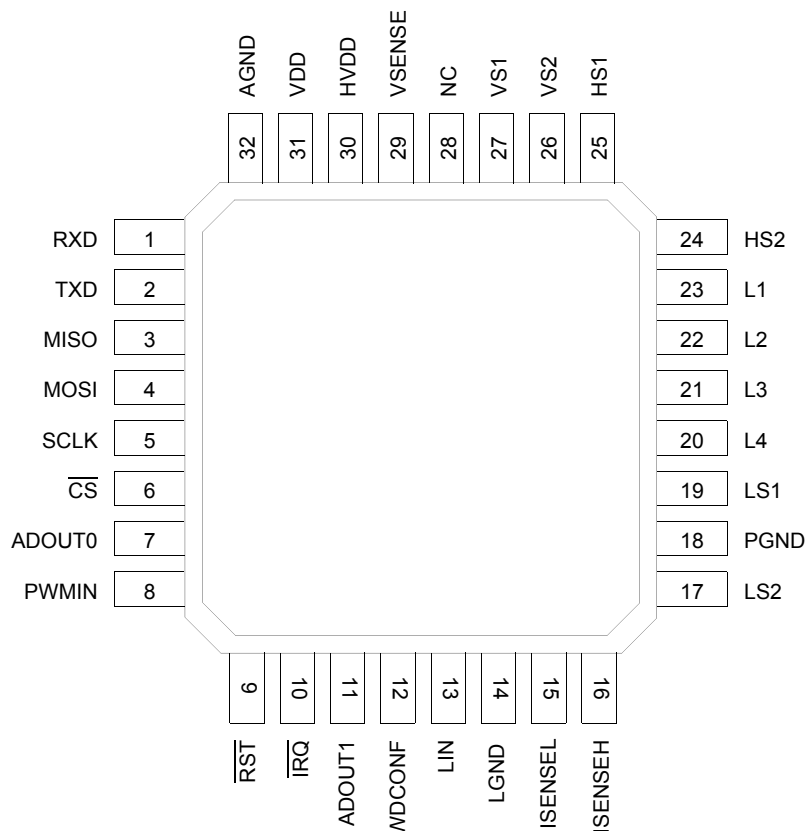 AGND VDD HVDD VSENSE NC VS1 VS2 HS1
32 31 30 29 28 27 26 25
RXD 1
TXD 2
MISO 3
MOSI 4
SCLK 5
CS 6
ADOUT0 7
PWMIN 8
24 HS2
23 L1
22 L2
21 L3
20 L4
19 LS1
18 PGND
17 LS2
9 10 11 12 13 14 15 16
RST IRQ ADOUT1 WDCONF LIN LGND ISENSEL ISENSEH